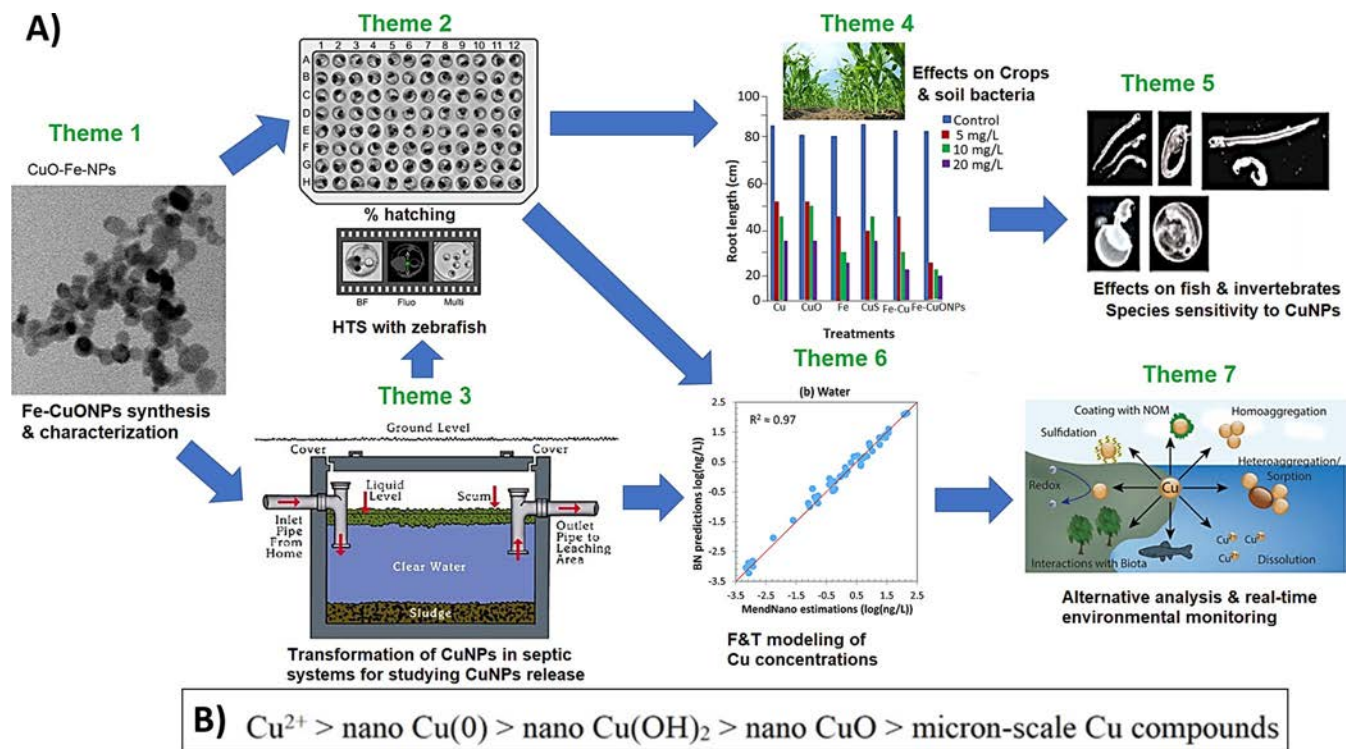 A)
Theme 1
CuO-Fe-NPs
Fe-CuONPs synthesis
& characterization
Theme 2
1 2 3 4 5 6 7 8 9 10 11 12
A
B
C
D
E
F
G
H
% hatching
BF Fluo Multi
HTS with zebrafish
Theme 3
Ground Level
Cover Cover
Liquid
Level
Scum
Inlet
Pipe
From
Home
Outlet
Pipe to
Leaching
Area
Clear Water
Sludge
Transformation of CuNPs in septic
systems for studying CuNPs release
Theme 4
Effects on Crops
& soil bacteria
Control
5 mg/L
10 mg/L
20 mg/L
Root length (cm)
100
80
60
40
20
0
Cu CuO Fe CuS Fe-Cu Fe-CuONPs
Treatments
Theme 5
Effects on fish & invertebrates
Species sensitivity to CuNPs
Theme 6
(b) Water
R² = 0.97
BN predictions log(ng/L))
2.5
1.5
0.5
-0.5
-1.5
-2.5
-3.5
-3.5 -2.5 -1.5 -0.5 0.5 1.5 2.5
MendNano estimations (log(ng/L))
F&T modeling of
Cu concentrations
Theme 7
Coating with NOM
Homoaggregation
Sulfidation
Heteroaggregation/
Sorption
Redox
Cu
Interactions with Biota
Cu⁺ Cu⁺
Cu⁺
Dissolution
Alternative analysis & real-time
environmental monitoring
B) Cu²⁺ > nano Cu(0) > nano Cu(OH)₂ > nano CuO > micron-scale Cu compounds